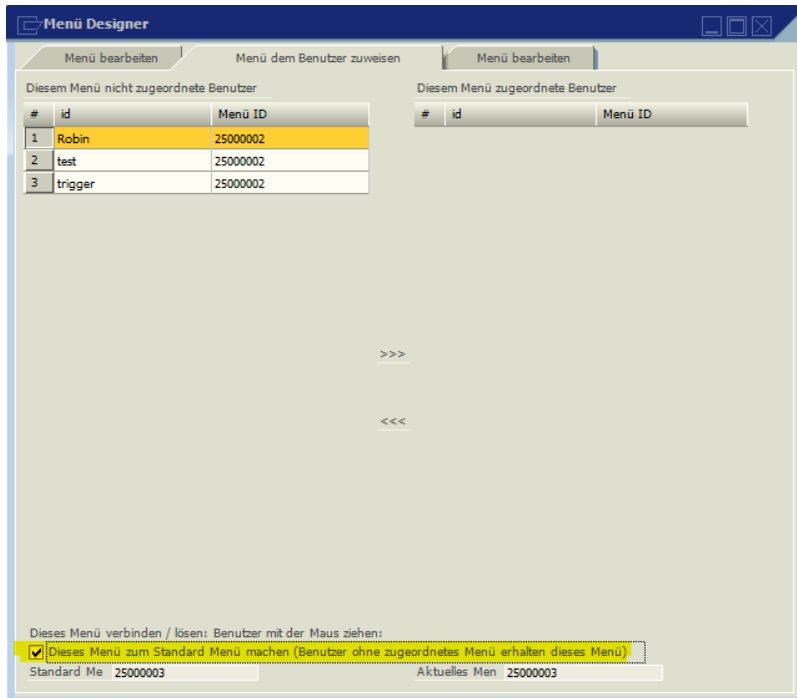 Menü Designer
Menü bearbeiten Menü dem Benutzer zuweisen Menü bearbeiten
Diesem Menü nicht zugeordnete Benutzer Diesem Menü zugeordnete Benutzer
# id Menü ID # id Menü ID
1 Robin 25000002
2 test 25000002
3 trigger 25000002
>>>
<<<
Dieses Menü verbinden / lösen: Benutzer mit der Maus ziehen:
Dieses Menü zum Standard Menü machen (Benutzer ohne zugeordnetes Menü erhalten dieses Menü)
Standard Me 25000003 Aktuelles Men 25000003